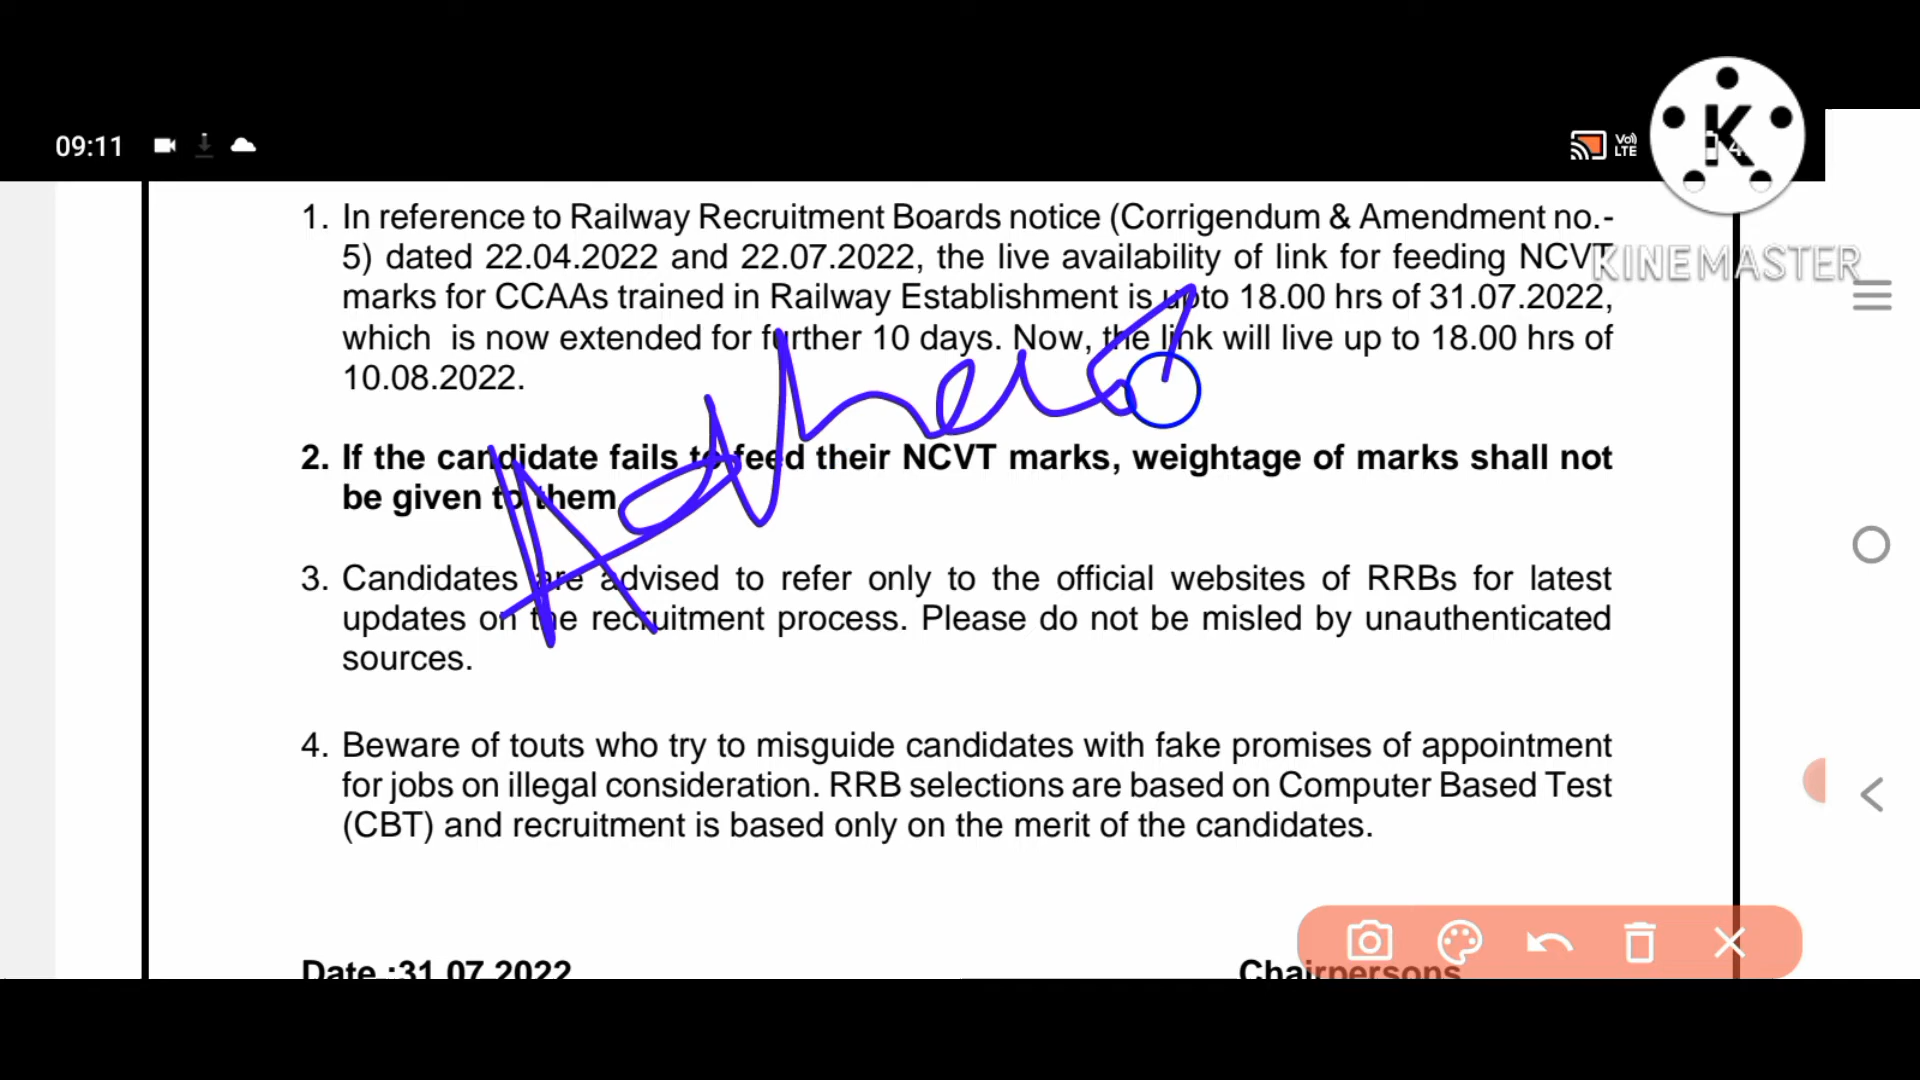 09:11
Vo)
LTE
K
KINEMASTER
1. In reference to Railway Recruitment Boards notice (Corrigendum & Amendment no.-
5) dated 22.04.2022 and 22.07.2022, the live availability of link for feeding NCVT
marks for CCAAs trained in Railway Establishment is upto 18.00 hrs of 31.07.2022,
which is now extended for further 10 days. Now, the link will live up to 18.00 hrs of
10.08.2022.
2. If the candidate fails to feed their NCVT marks, weightage of marks shall not
be given to them
3. Candidates are advised to refer only to the official websites of RRBs for latest
updates on the recruitment process. Please do not be misled by unauthenticated
sources.
4. Beware of touts who try to misguide candidates with fake promises of appointment
for jobs on illegal consideration. RRB selections are based on Computer Based Test
(CBT) and recruitment is based only on the merit of the candidates.
Date :31.07.2022
Chairpersons